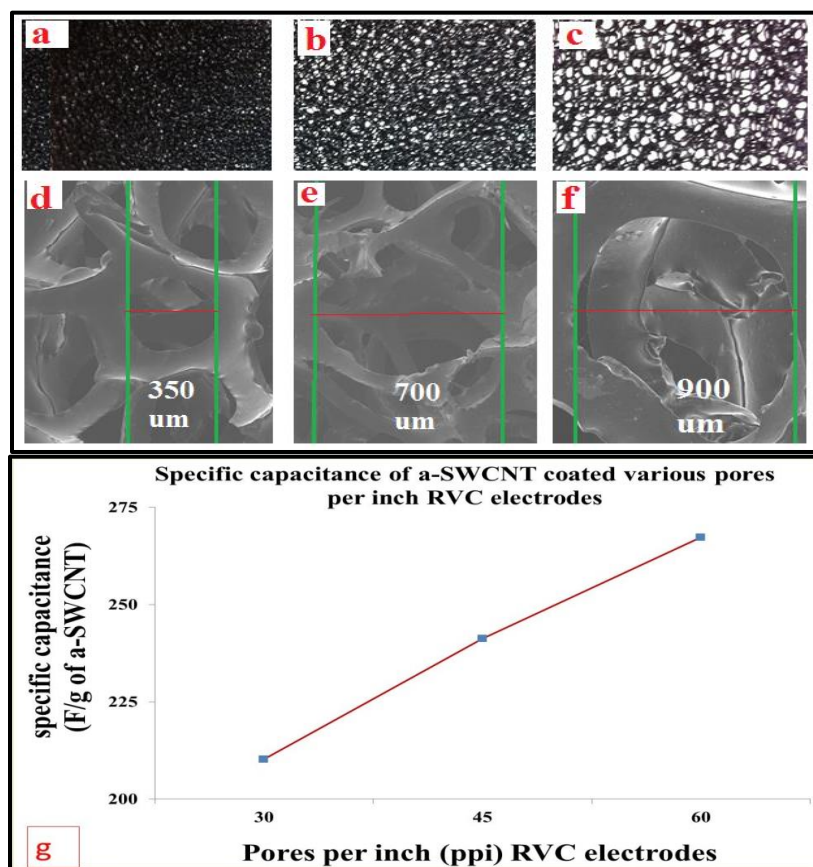 a
b
c
d
e
f
350
um
700
um
900
um
Specific capacitance of a-SWCNT coated various pores
per inch RVC electrodes
specific capacitance
(F/g of a-SWCNT)
275
250
225
200
30
45
60
Pores per inch (ppi) RVC electrodes
g